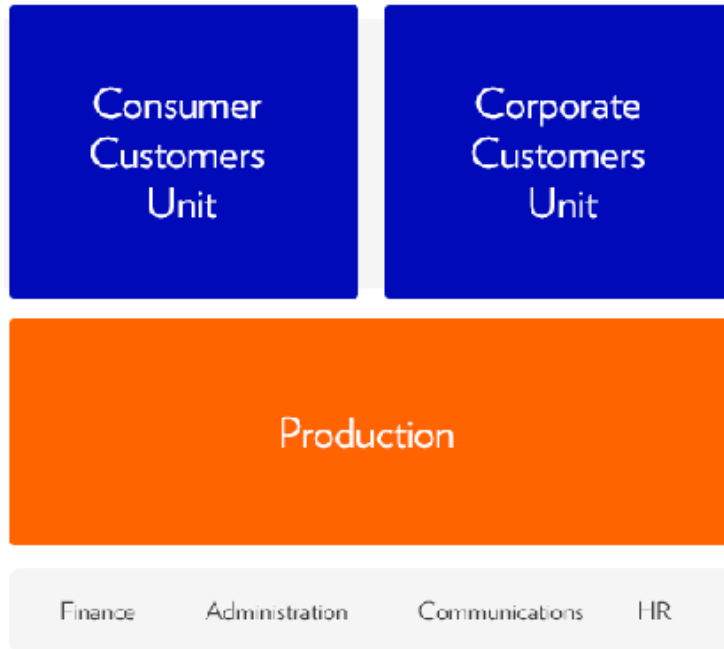 Consumer
Customers
Unit
Corporate
Customers
Unit
Production
Finance Administration Communications HR